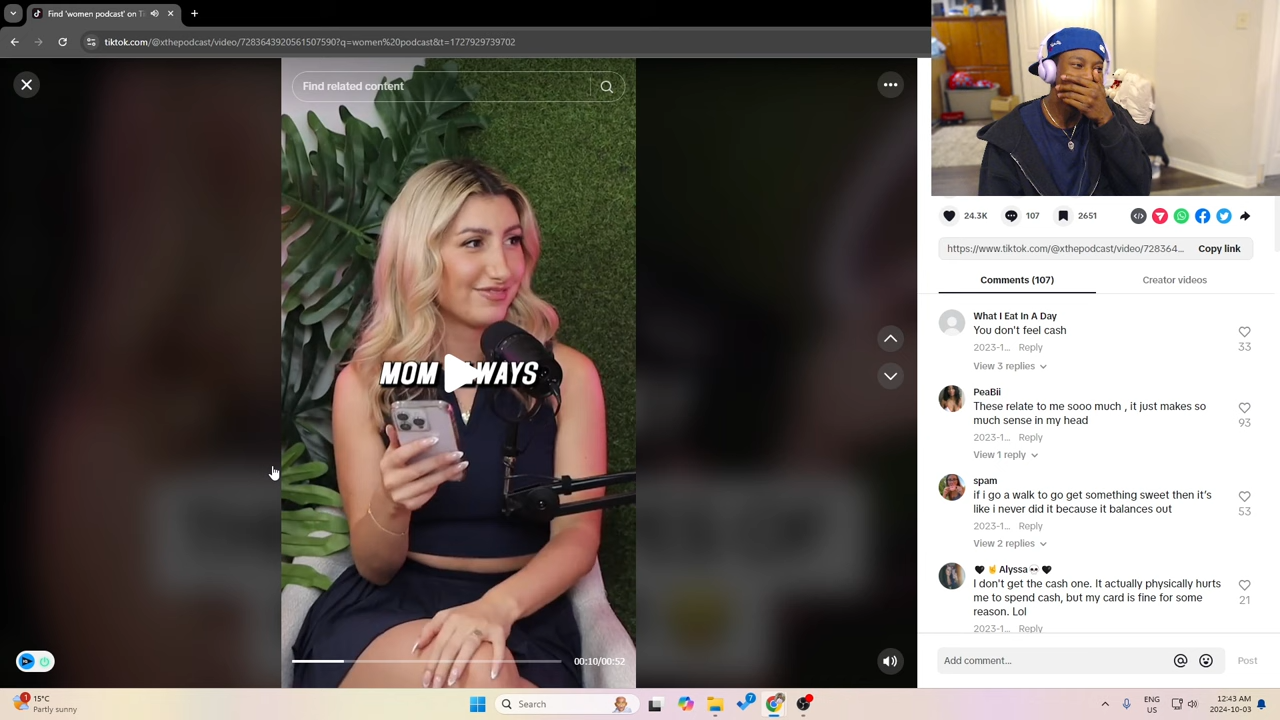 Find 'women podcast' on Ti
tiktok.com/@xthepodcast/video/7283643920561507590?q=women%20podcast&t=1727929739702
Find related content
MOM ALWAYS
00:10/00:52
24.3K
107
2651
https://www.tiktok.com/@xthepodcast/video/728364...
Copy link
Comments (107)
Creator videos
What I Eat In A Day
You don't feel cash
2023-1... Reply
33
View 3 replies
PeaBii
These relate to me sooo much , it just makes so
much sense in my head
2023-1... Reply
93
View 1 reply
spam
if i go a walk to go get something sweet then it's
like i never did it because it balances out
2023-1... Reply
53
View 2 replies
🖤🤘Alyssa💀🖤
I don't get the cash one. It actually physically hurts
me to spend cash, but my card is fine for some
reason. Lol
2023-1... Reply
21
Add comment...
Post
1
15°C
Partly sunny
Search
7
ENG
US
12:43 AM
2024-10-03